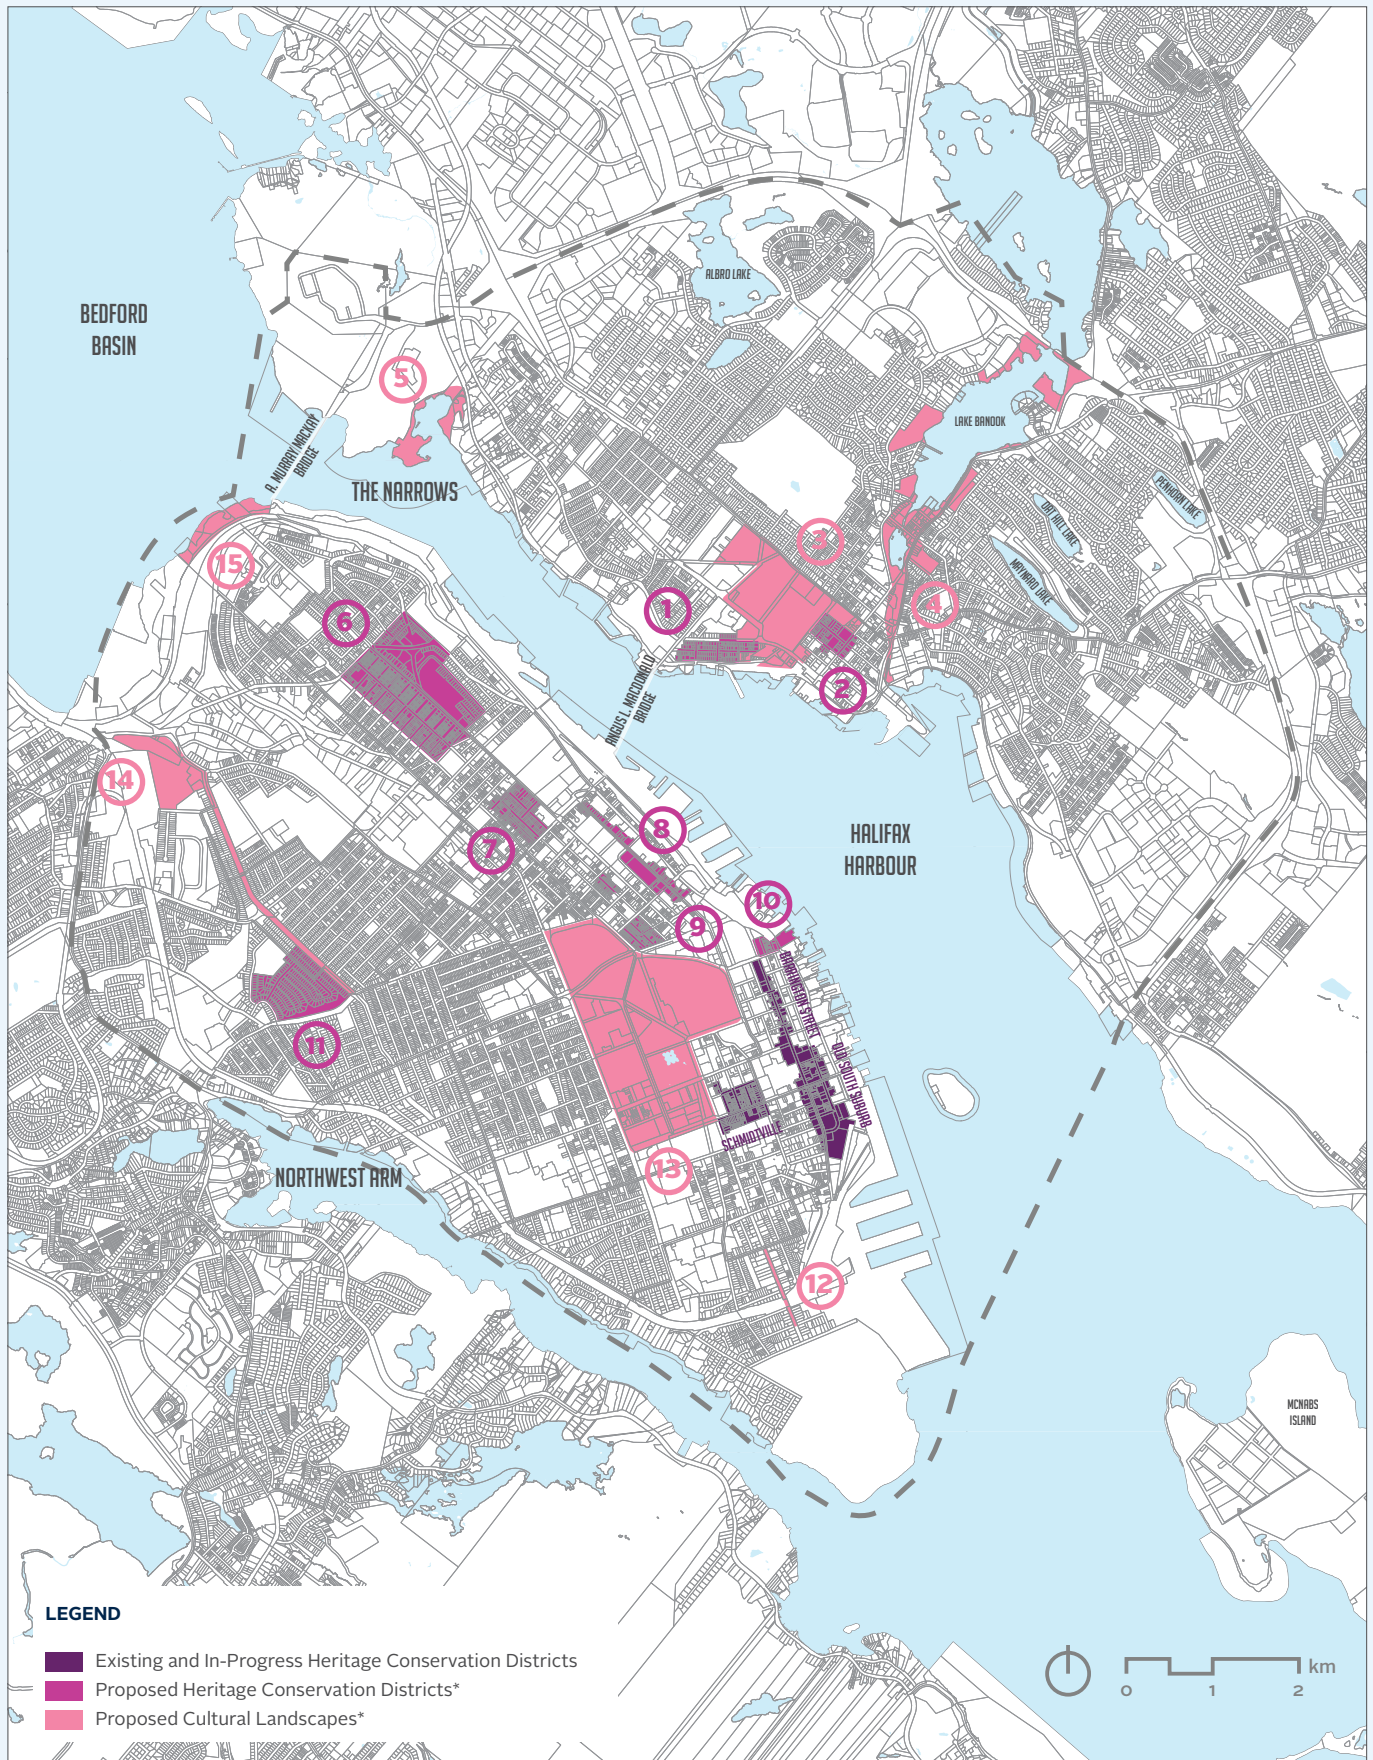 ALBRO LAKE
BEDFORD
BASIN
5
LAKE BANOOK
A. MURRAY MACKAY
BRIDGE
THE NARROWS
PENHORN LAKE
OAT HILL LAKE
3
15
MAYNARD LAKE
4
1
6
2
ANGUS L. MACDONALD
BRIDGE
14
8
HALIFAX
HARBOUR
7
10
9
BARRINGTON STREET
11
OLD SOUTH SUBURB
SCHMIDTVILLE
13
NORTHWEST ARM
12
MCNABS
ISLAND
LEGEND
Existing and In-Progress Heritage Conservation Districts
Proposed Heritage Conservation Districts*
Proposed Cultural Landscapes*
km
0 1 2